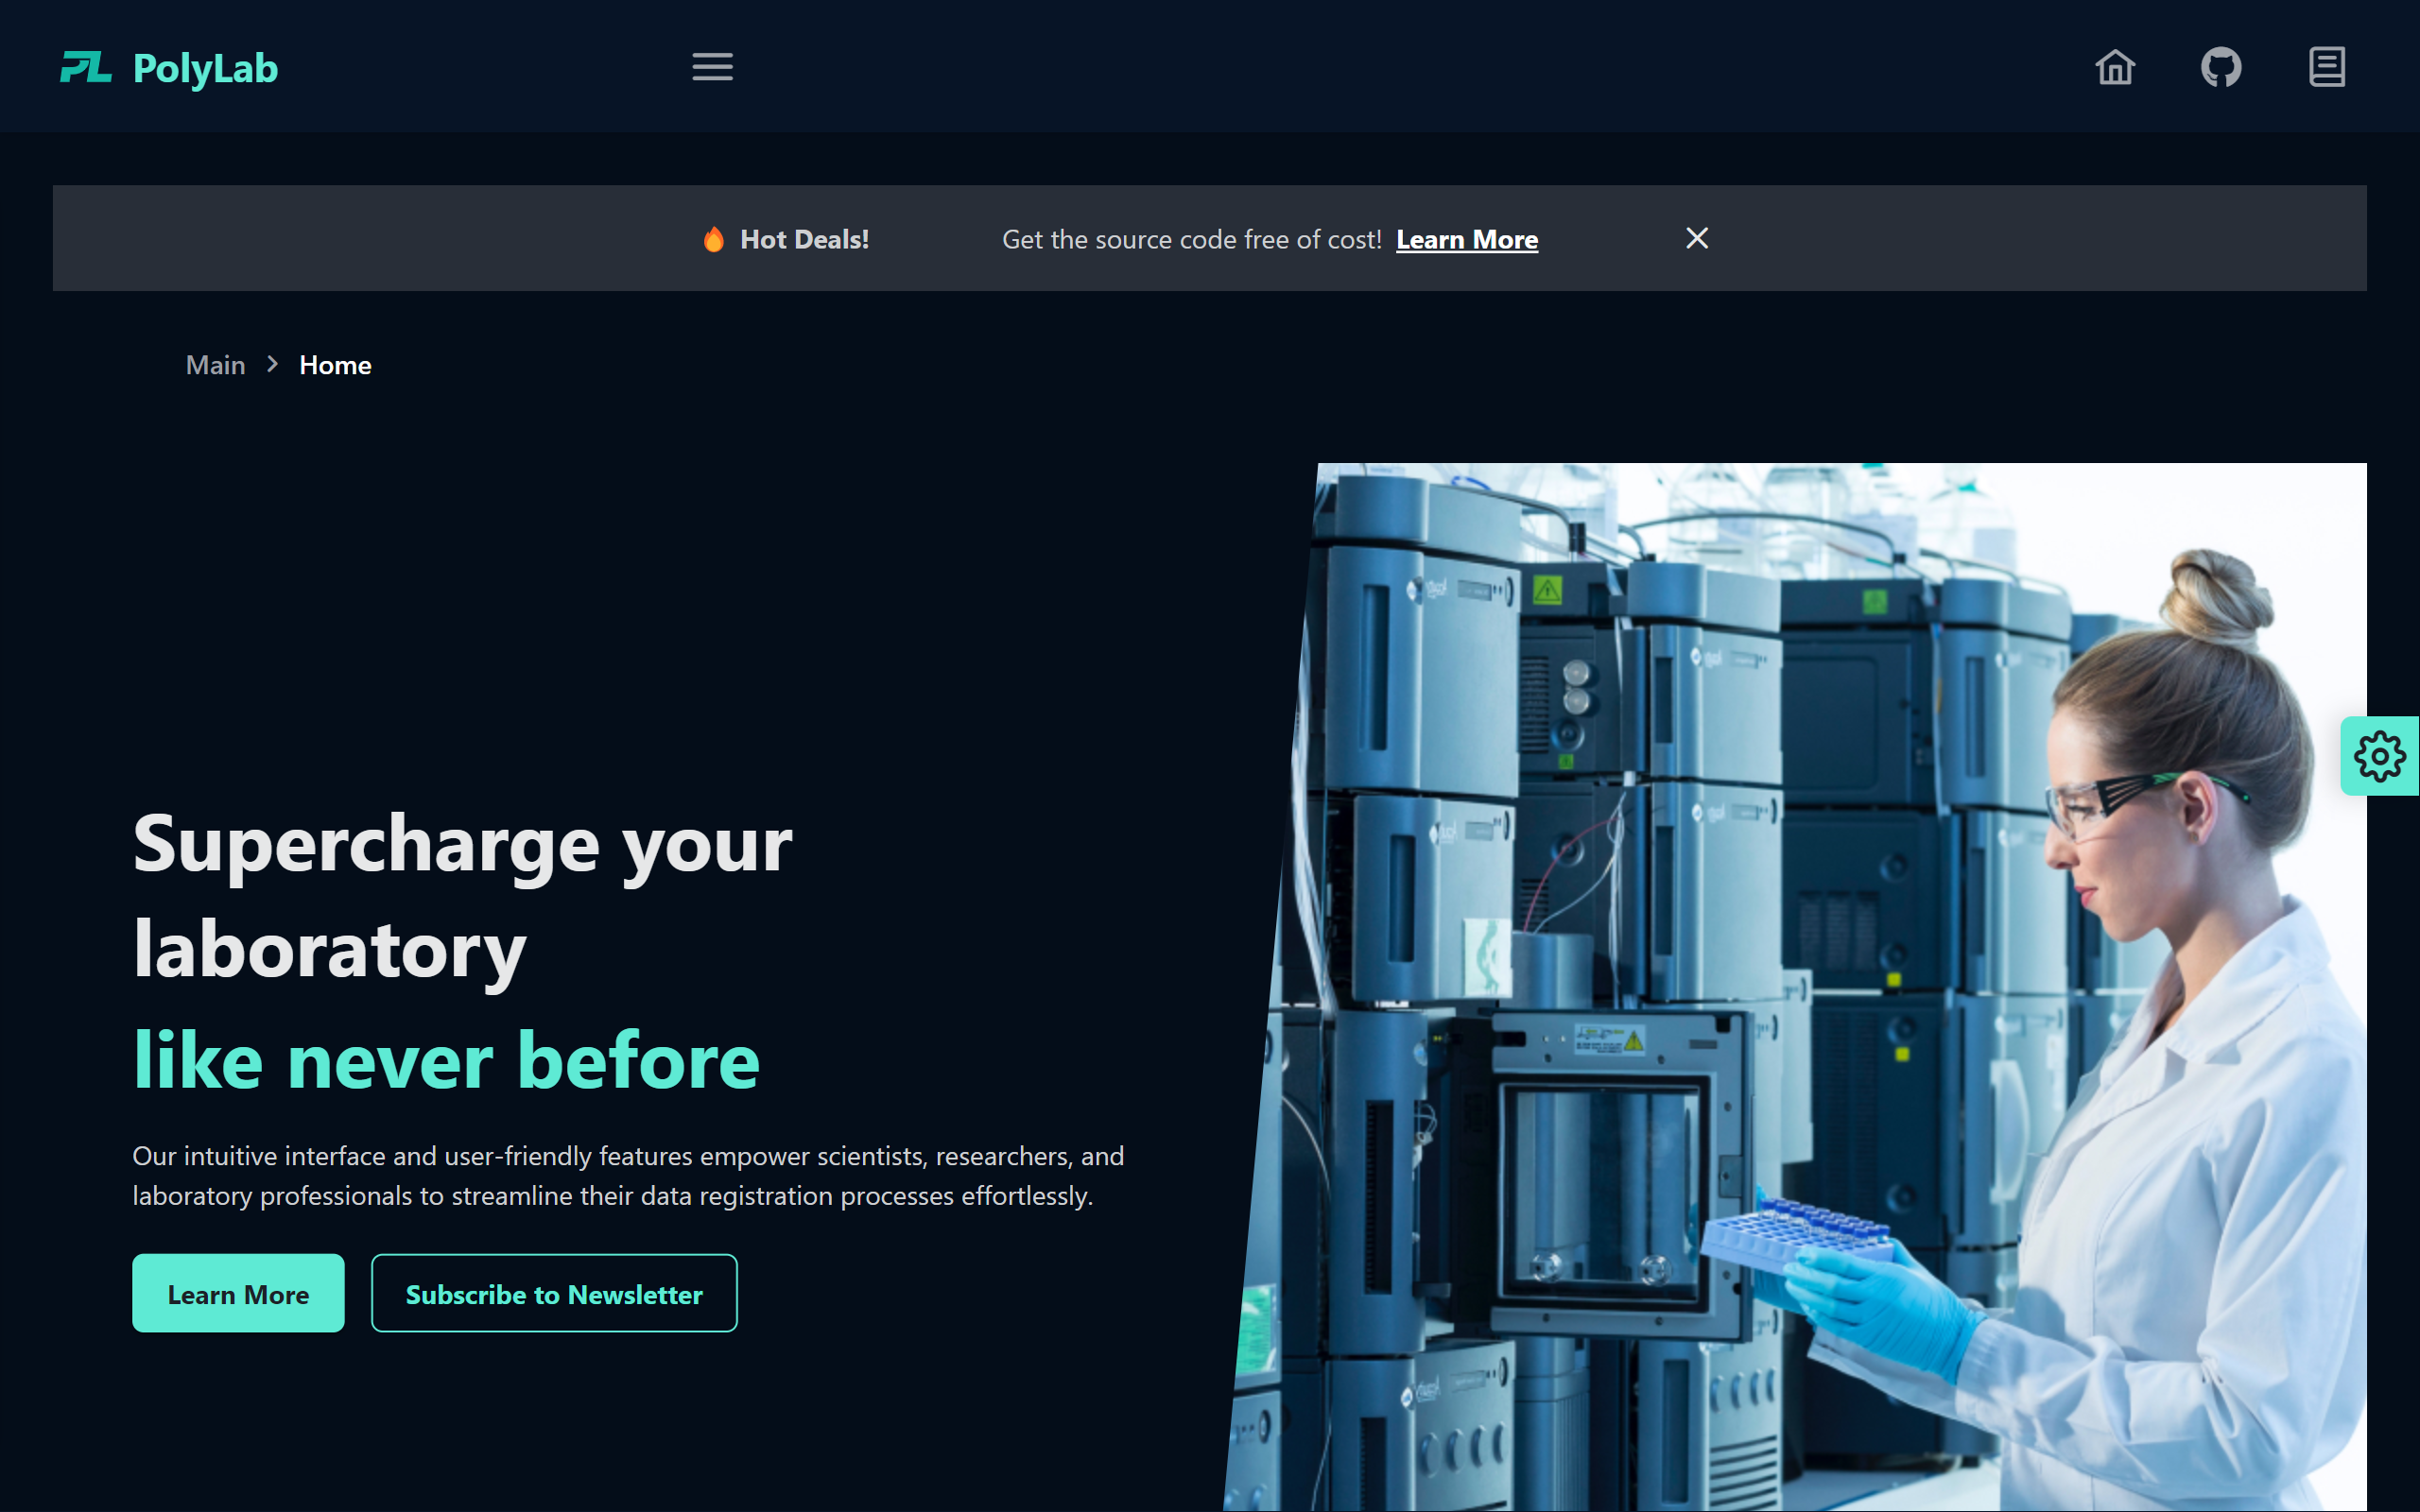 PL PolyLab
🔥 Hot Deals! Get the source code free of cost! Learn More
Main > Home
Supercharge your
laboratory
like never before
Our intuitive interface and user-friendly features empower scientists, researchers, and
laboratory professionals to streamline their data registration processes effortlessly.
Learn More Subscribe to Newsletter